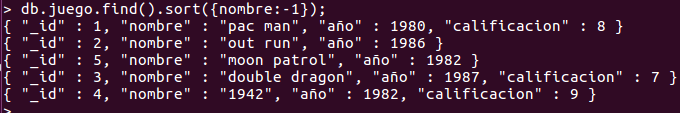 > db.juego.find().sort({nombre:-1});
{ "_id" : 1, "nombre" : "pac man", "año" : 1980, "calificacion" : 8 }
{ "_id" : 2, "nombre" : "out run", "año" : 1986 }
{ "_id" : 5, "nombre" : "moon patrol", "año" : 1982 }
{ "_id" : 3, "nombre" : "double dragon", "año" : 1987, "calificacion" : 7 }
{ "_id" : 4, "nombre" : "1942", "año" : 1982, "calificacion" : 9 }
>